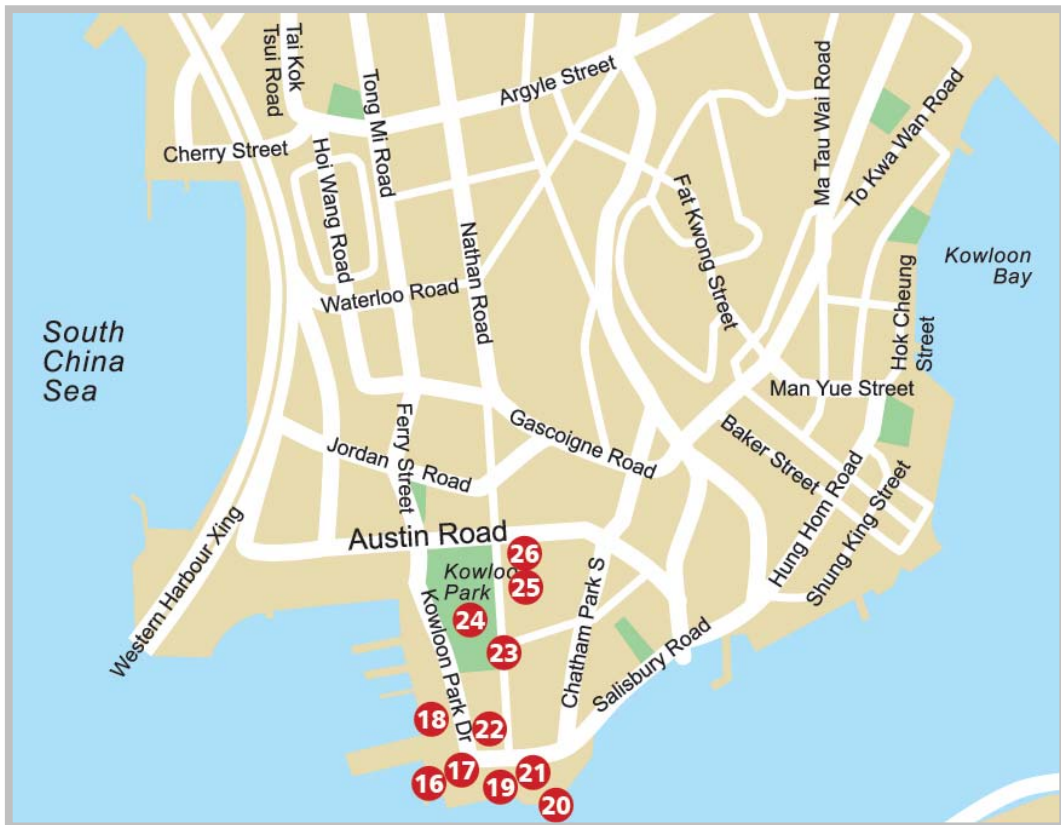 Tai Kok
Tsui Road
Tong Mi Road
Argyle Street
Ma Tau Wai Road
To Kwa Wan Road
Cherry Street
Hoi Wang Road
Nathan Road
Fat Kwong Street
Kowloon
Bay
South
China
Sea
Waterloo Road
Hok Cheung
Street
Man Yue Street
Ferry Street
Gascoigne Road
Baker Street
Jordan Road
Hung Hom Road
Shung King Street
Austin Road
Western Harbour Xing
Kowloon
Park
26
25
24
23
Kowloon Park Dr
Chatham Park S
Salisbury Road
18
22
17
16
19
21
20